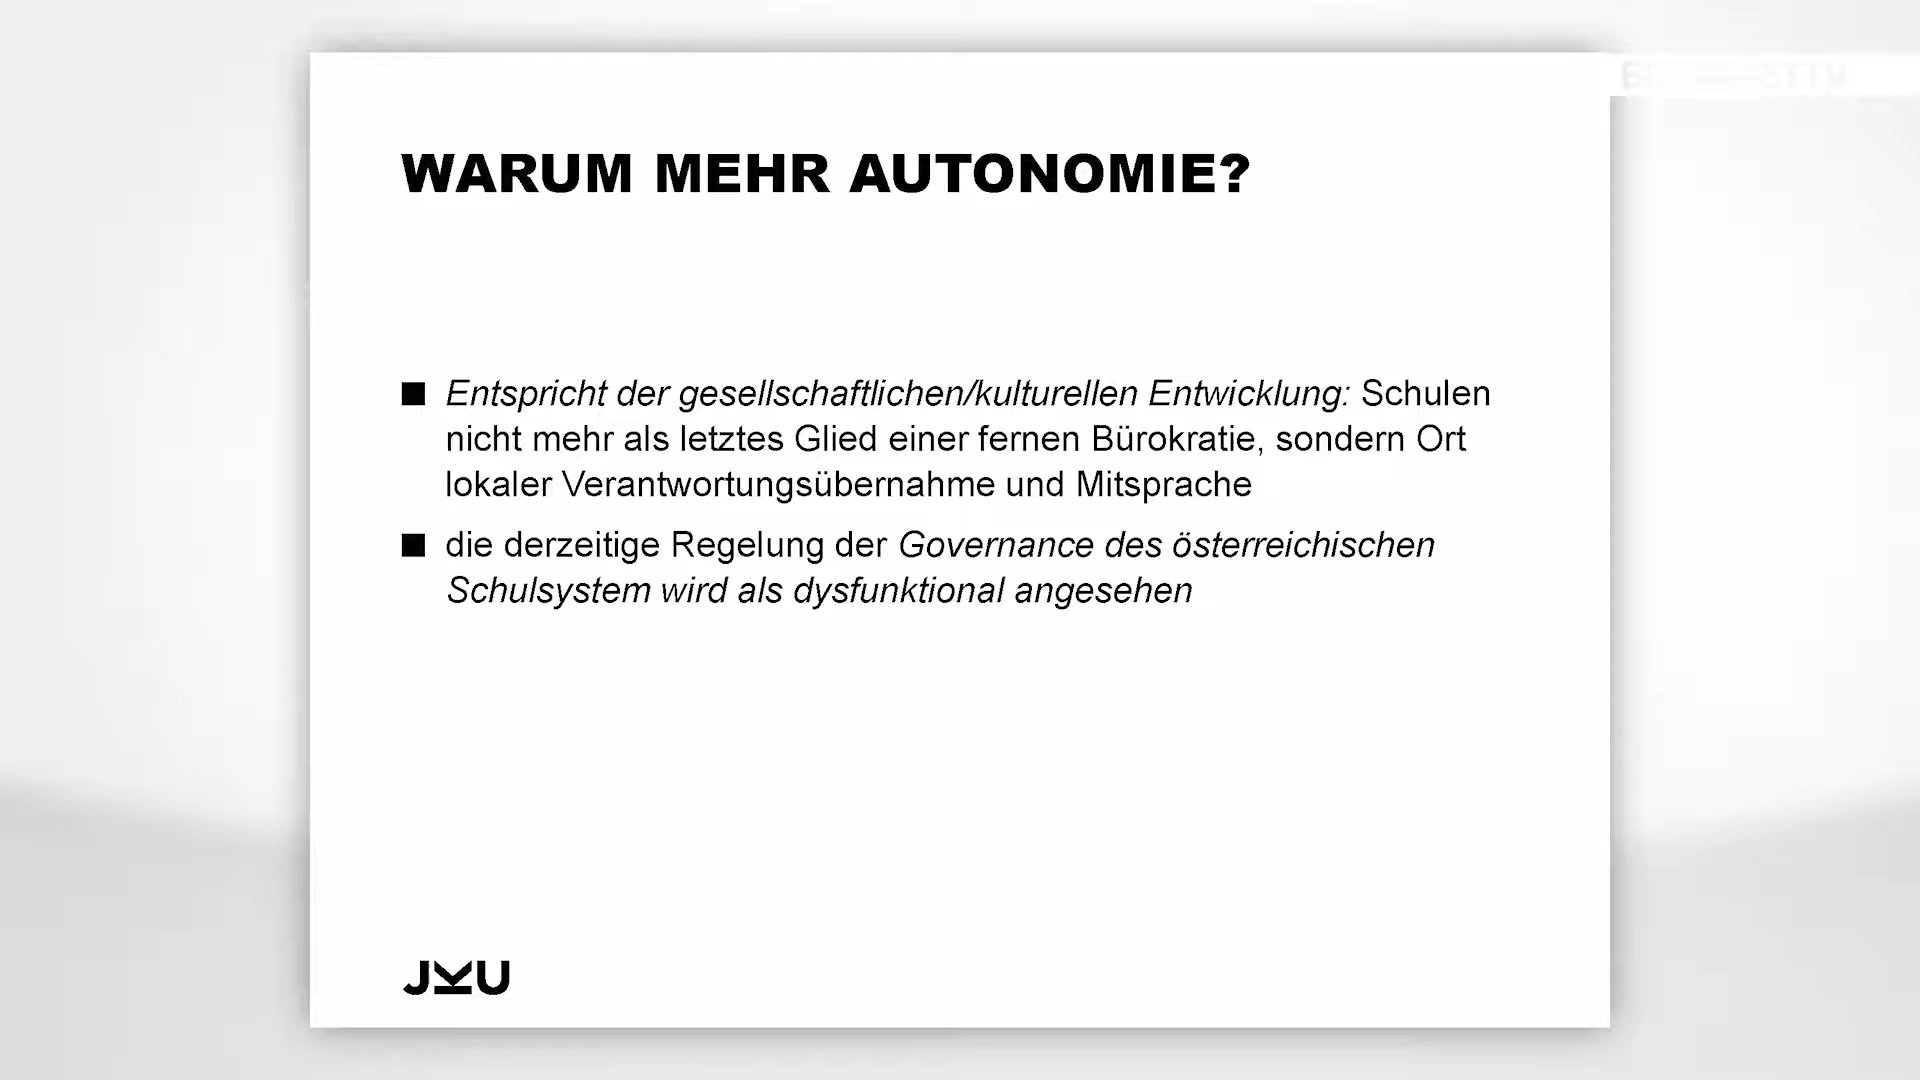 WARUM MEHR AUTONOMIE?
■ Entspricht der gesellschaftlichen/kulturellen Entwicklung: Schulen
nicht mehr als letztes Glied einer fernen Bürokratie, sondern Ort
lokaler Verantwortungsübernahme und Mitsprache
■ die derzeitige Regelung der Governance des österreichischen
Schulsystem wird als dysfunktional angesehen
JKU